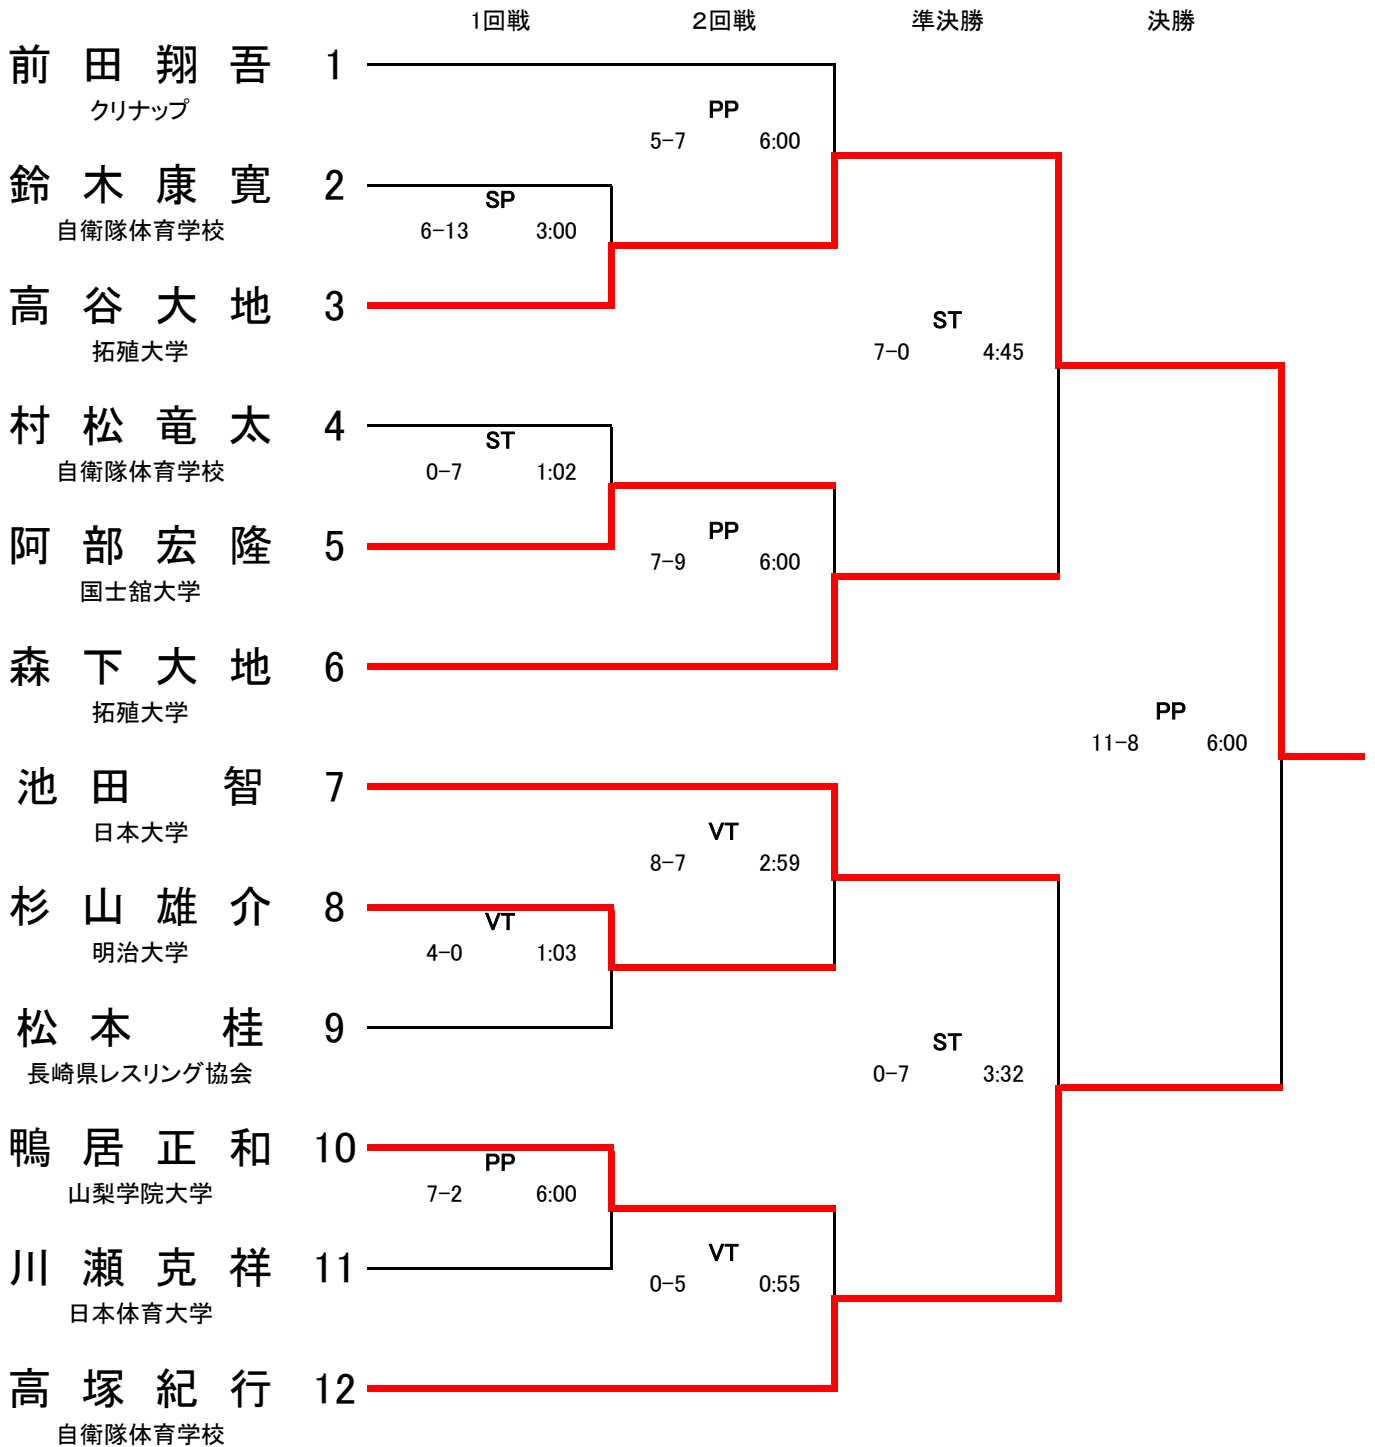 1回戦 2回戦 準決勝 決勝
前田翔吾 1
クリナップ
PP
5-7 6:00
鈴木康寛 2
SP
自衛隊体育学校
6-13 3:00
高谷大地 3
拓殖大学
ST
7-0 4:45
村松竜太 4
ST
自衛隊体育学校
0-7 1:02
阿部宏隆 5
PP
7-9 6:00
国士舘大学
森下大地 6
拓殖大学
PP
11-8 6:00
池田智 7
日本大学
VT
8-7 2:59
杉山雄介 8
VT
明治大学
4-0 1:03
松本桂 9
ST
長崎県レスリング協会
0-7 3:32
鴨居正和 10
PP
山梨学院大学
7-2 6:00
川瀬克祥 11
VT
0-5 0:55
日本体育大学
高塚紀行 12
自衛隊体育学校